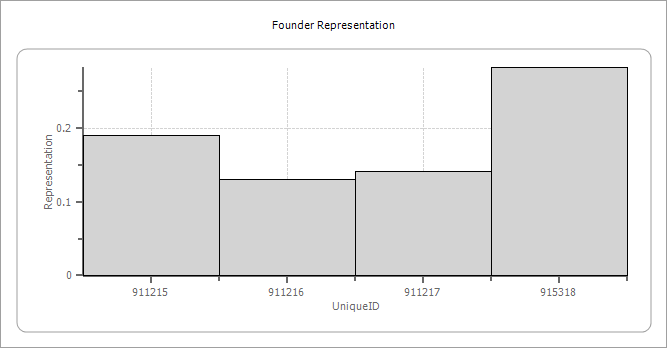 Founder Representation
Representation
0.2
0.1
0
911215
911216
911217
915318
UniqueID